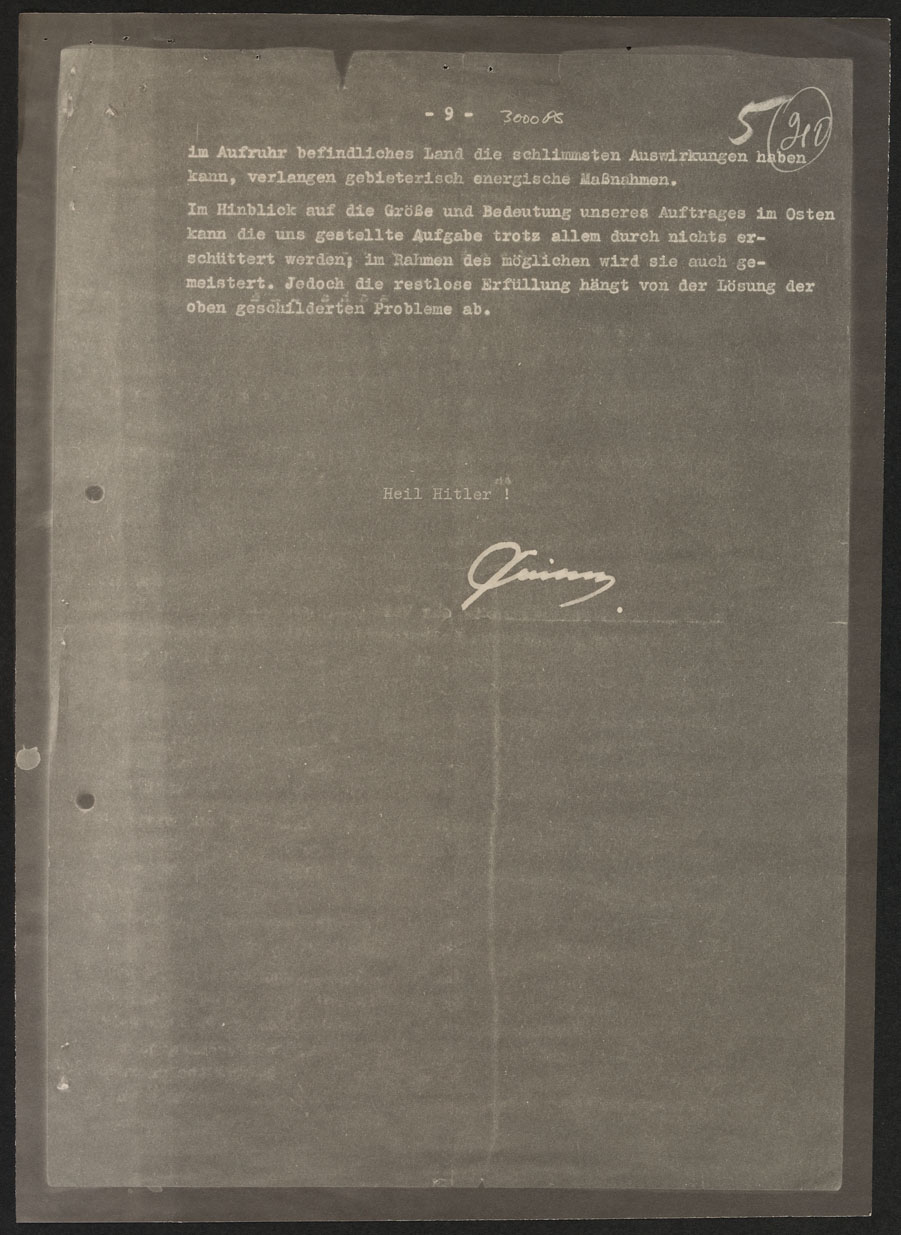 - 9 - 3000 PS
5
im Aufruhr befindliches Land die schlimmsten Auswirkungen haben
kann, verlangen gebieterisch energische Maßnahmen.
Im Hinblick auf die Größe und Bedeutung unseres Auftrages im Osten
kann die uns gestellte Aufgabe trotz allem durch nichts er-
schüttert werden; im Rahmen des möglichen wird sie auch ge-
meistert. Jedoch die restlose Erfüllung hängt von der Lösung der
oben geschilderten Probleme ab.
Heil Hitler !